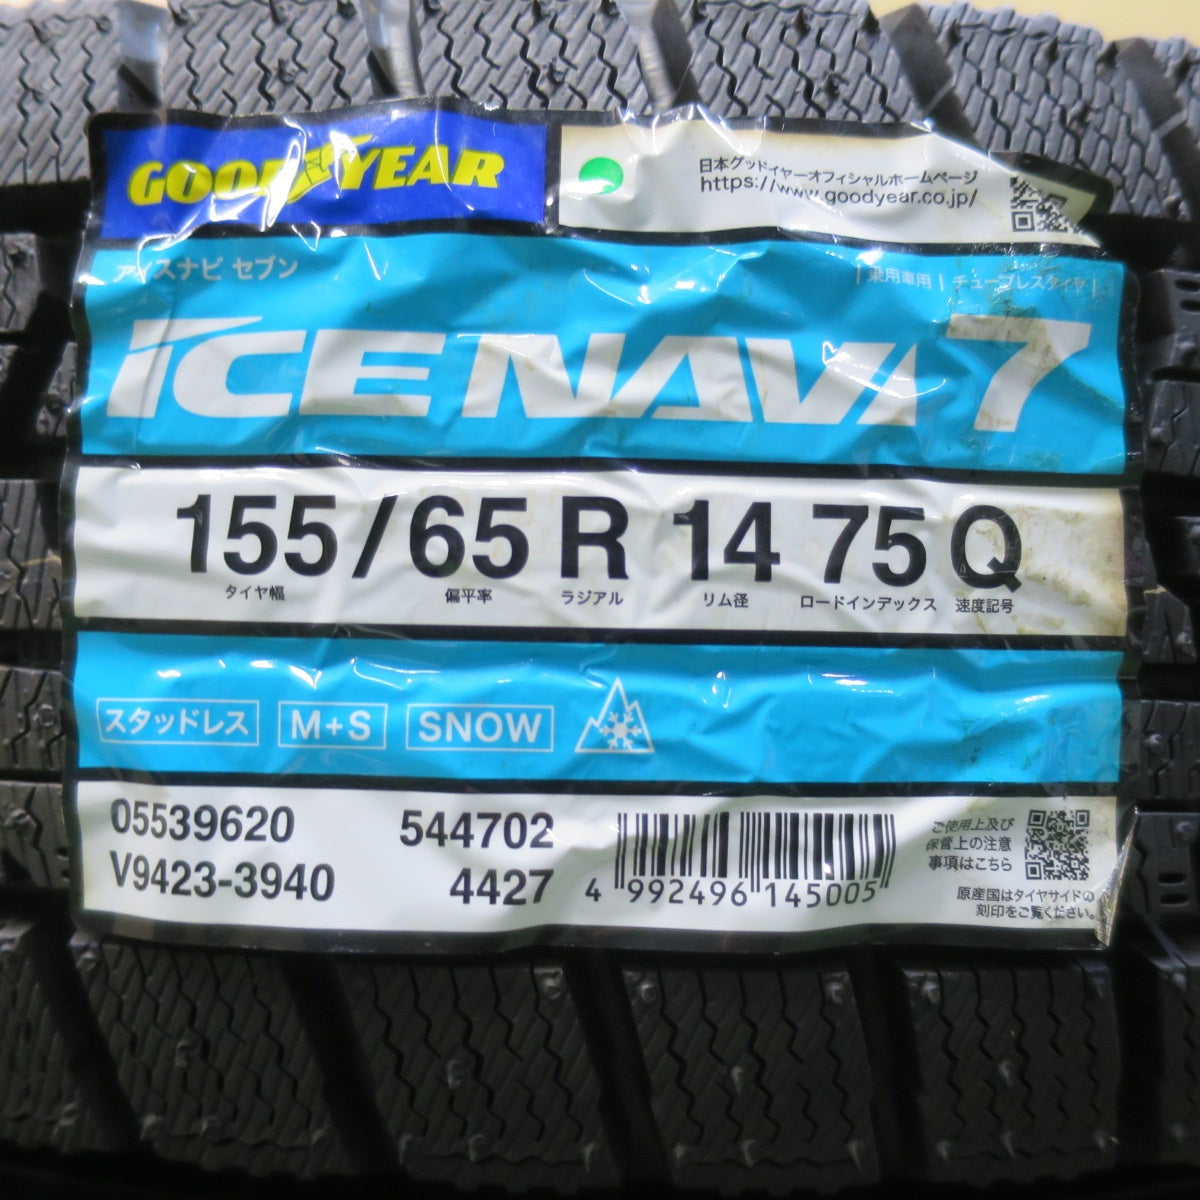 GOODYEAR
日本グッドイヤーオフィシャルホームページ
https://www.goodyear.co.jp/
アイスナビ セブン
乗用車用 | チューブレスタイヤ
ICE NAVI 7
155/65 R 14 75 Q
タイヤ幅 偏平率 ラジアル リム径 ロードインデックス 速度記号
スタッドレス M+S SNOW
05539620 544702
V9423-3940 4427
4 992496 145005
ご使用上及び
保管上の注意
事項はこちら
原産国はタイヤサイドの
刻印をご覧ください。